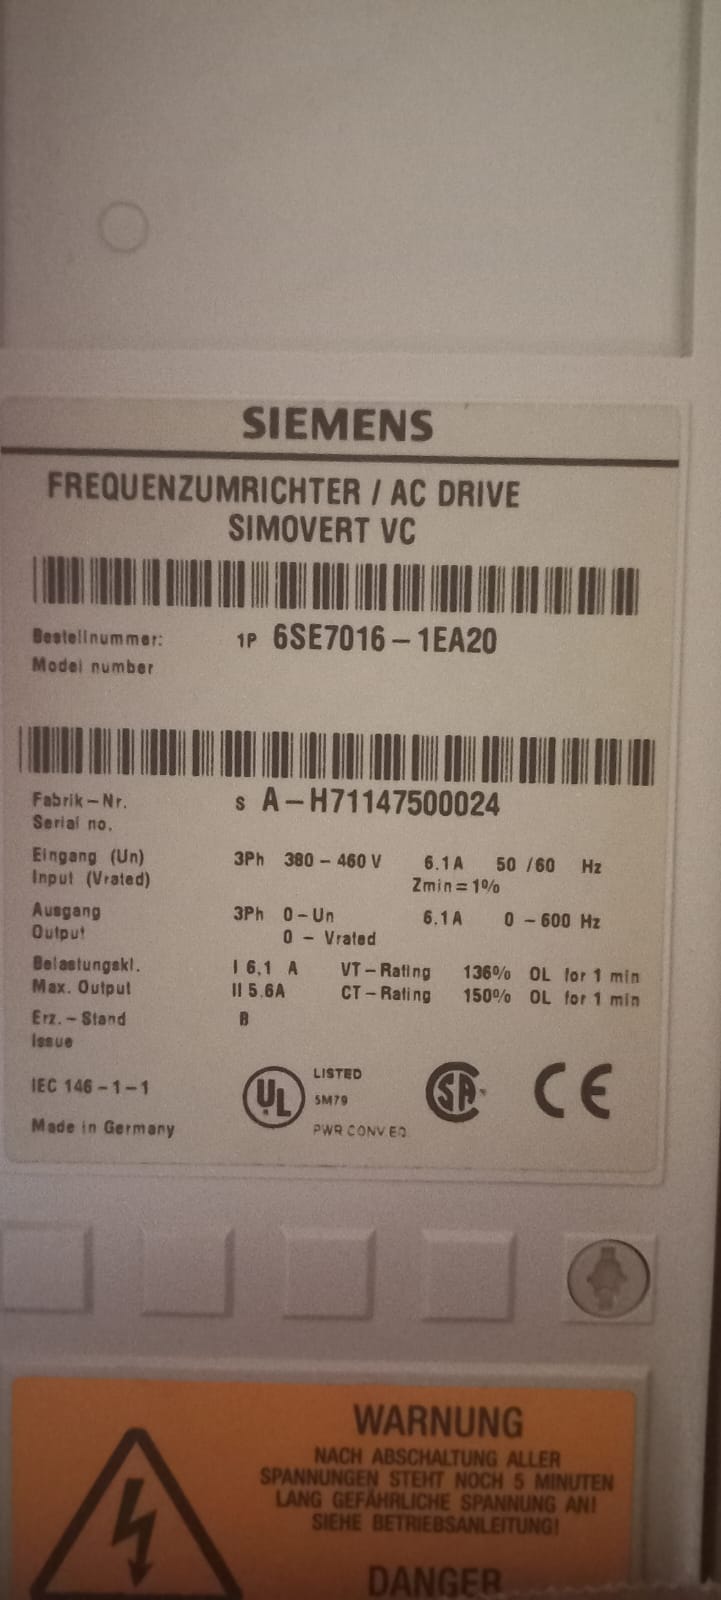 SIEMENS
FREQUENZUMRICHTER / AC DRIVE
SIMOVERT VC
Bestellnummer: 1P 6SE7016-1EA20
Model number
Fabrik-Nr. S A-H71147500024
Serial no.
Eingang (Un) 3Ph 380-460 V 6.1A 50 /60 Hz
Input (Vrated) Zmin=1%
Ausgang 3Ph 0-Un 6.1A 0 -600 Hz
Output 0 - Vrated
Belastungskl. I 6.1 A VT-Rating 136% OL for 1 min
Max. Output II 5.6A CT-Rating 150% OL for 1 min
Erz.-Stand B
Issue
IEC 146-1-1
UL LISTED
5M79
PWR CONV.EQ
SA CE
Made in Germany
WARNUNG
NACH ABSCHALTUNG ALLER
SPANNUNGEN STEHT NOCH 5 MINUTEN
LANG GEFÄHRLICHE SPANNUNG AN!
SIEHE BETRIEBSANLEITUNG!
DANGER